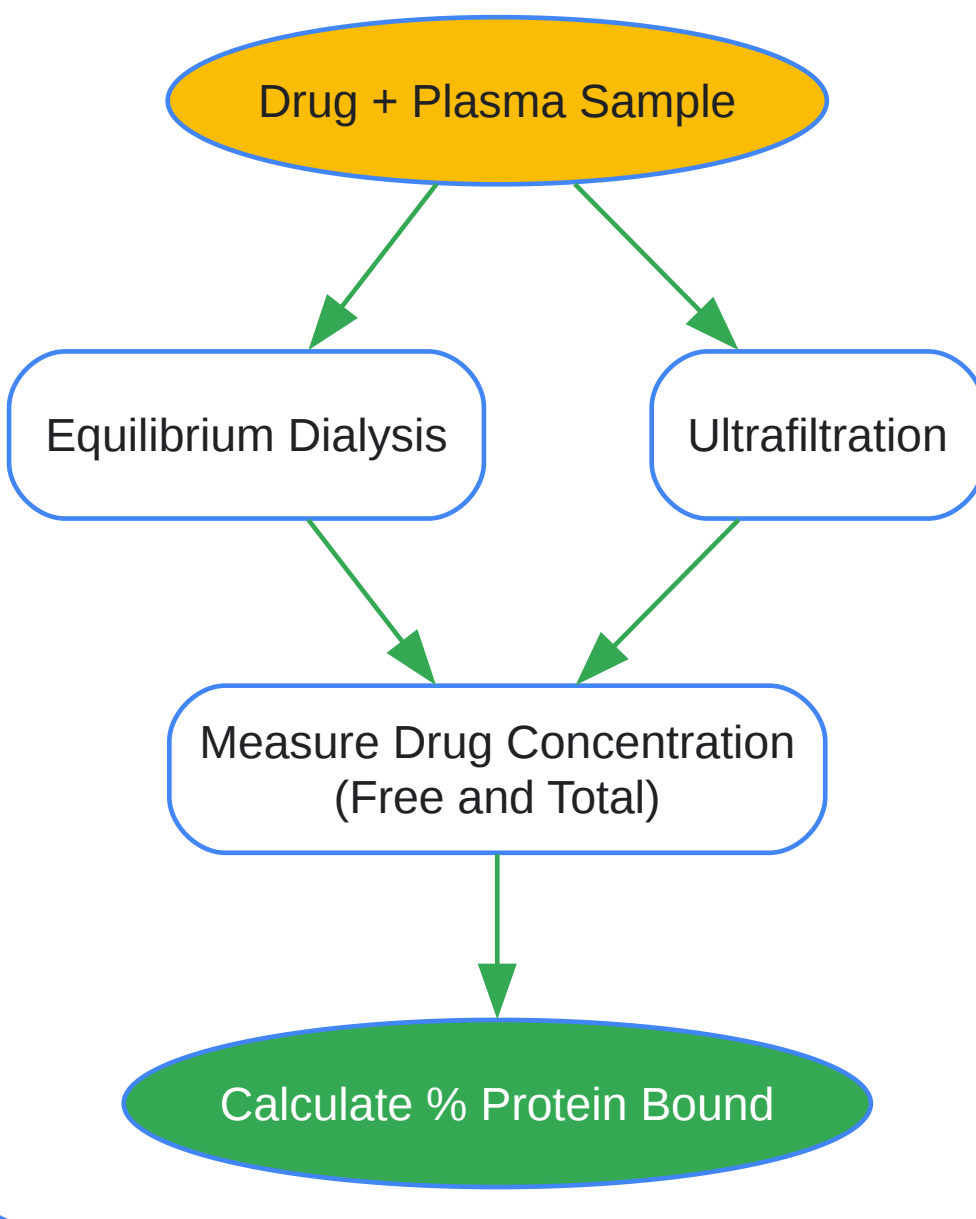 Drug + Plasma Sample
Equilibrium Dialysis
Ultrafiltration
Measure Drug Concentration
(Free and Total)
Calculate % Protein Bound